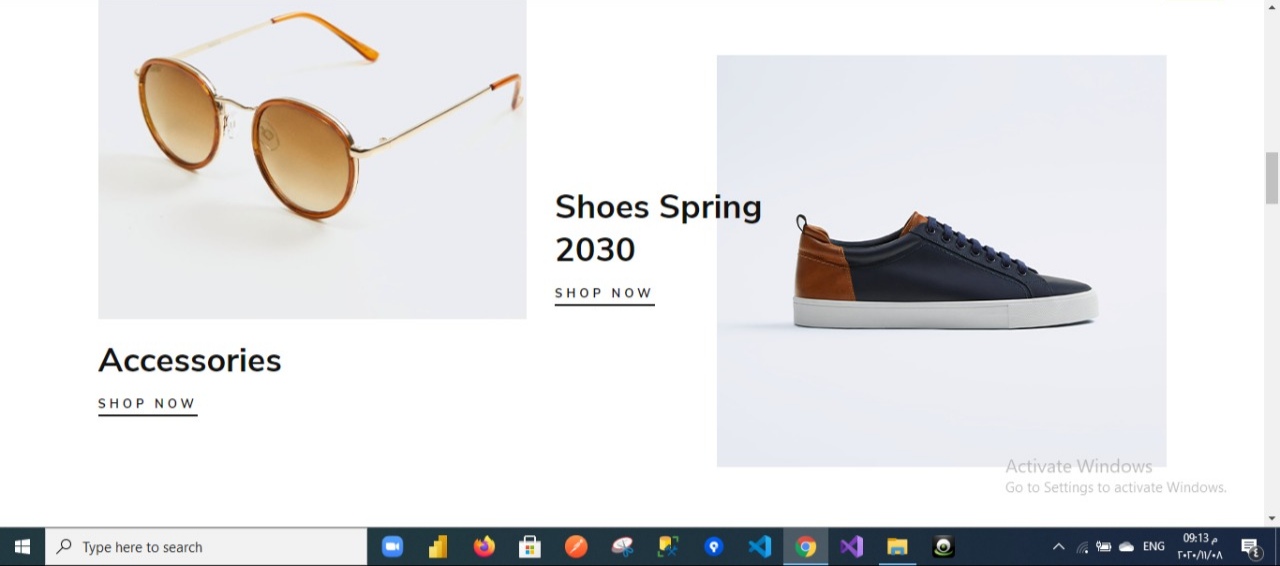 Shoes Spring
2030
SHOP NOW
Accessories
SHOP NOW
Activate Windows
Go to Settings to activate Windows.
Type here to search
ENG
09:13 م
٢٠٢٠/١١/٠٨